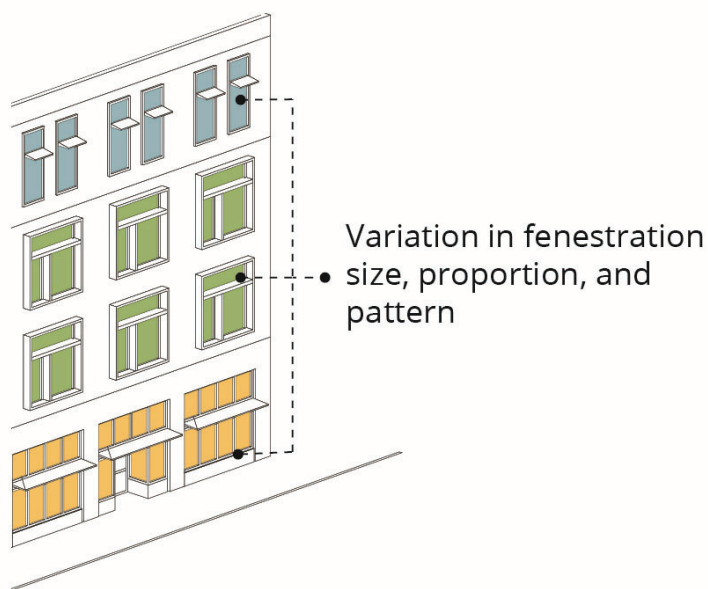 Variation in fenestration
size, proportion, and
pattern